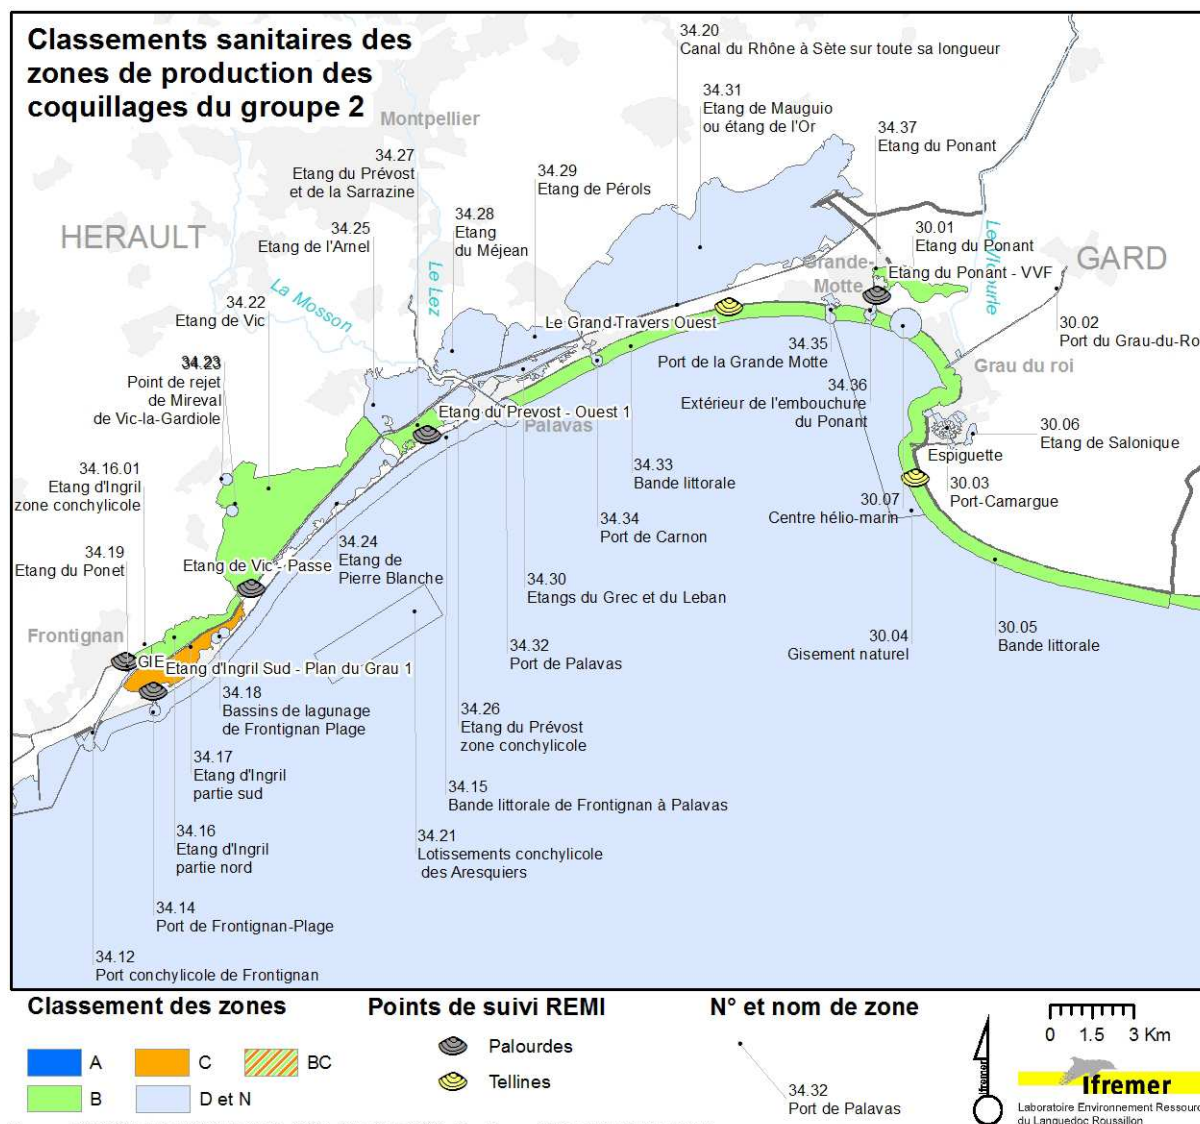 Classements sanitaires des
zones de production des
coquillages du groupe 2
34.20
Canal du Rhône à Sète sur toute sa longueur
34.31
Etang de Mauguio
ou étang de l'Or
34.37
Etang du Ponant
Montpellier
34.27
Etang du Prévost
et de la Sarrazine
34.29
Etang de Pérols
34.28
Etang
du Méjean
34.25
Etang de l'Arnel
HERAULT
GARD
30.01
Etang du Ponant
Le Vidourle
Le Lez
La Mosson
Etang du Ponant - VVF
Grande-
Motte
34.22
Etang de Vic
Le Grand Travers Ouest
30.02
Port du Grau-du-Ro
34.35
Port de la Grande Motte
34.23
Point de rejet
de Mireval
de Vic-la-Gardiole
Grau du roi
34.36
Extérieur de l'embouchure
du Ponant
Etang du Prevost - Ouest 1
Palavas
30.06
Etang de Salonique
Espiguette
34.33
Bande littorale
30.03
Port-Camargue
34.16.01
Etang d'Ingril
zone conchylicole
30.07
Centre hélio-marin
34.34
Port de Carnon
34.24
Etang de
Pierre Blanche
34.19
Etang du Ponet
Etang de Vic - Passe
34.30
Etangs du Grec et du Leban
Frontignan
30.04
Gisement naturel
30.05
Bande littorale
34.32
Port de Palavas
GIE
Etang d'Ingril Sud - Plan du Grau 1
34.18
Bassins de lagunage
de Frontignan Plage
34.26
Etang du Prévost
zone conchylicole
34.17
Etang d'Ingril
partie sud
34.15
Bande littorale de Frontignan à Palavas
34.16
Etang d'Ingril
partie nord
34.21
Lotissements conchylicole
des Aresquiers
34.14
Port de Frontignan-Plage
34.12
Port conchylicole de Frontignan
Classement des zones
A
C
BC
B
D et N
Points de suivi REMI
Palourdes
Tellines
N° et nom de zone
34.32
Port de Palavas
Ifremer
0 1.5 3 Km
Ifremer
Laboratoire Environnement Ressourc
du Languedoc Roussillon